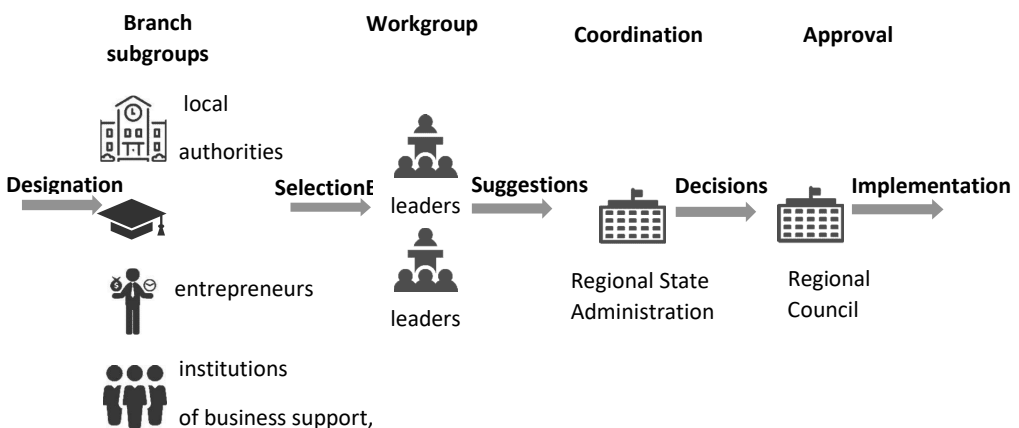 Branch
subgroups
Workgroup
Coordination
Approval
local
authorities
Designation
SelectionE
Suggestions
Decisions
Implementation
leaders
entrepreneurs
leaders
Regional State
Administration
Regional
Council
institutions
of business support,